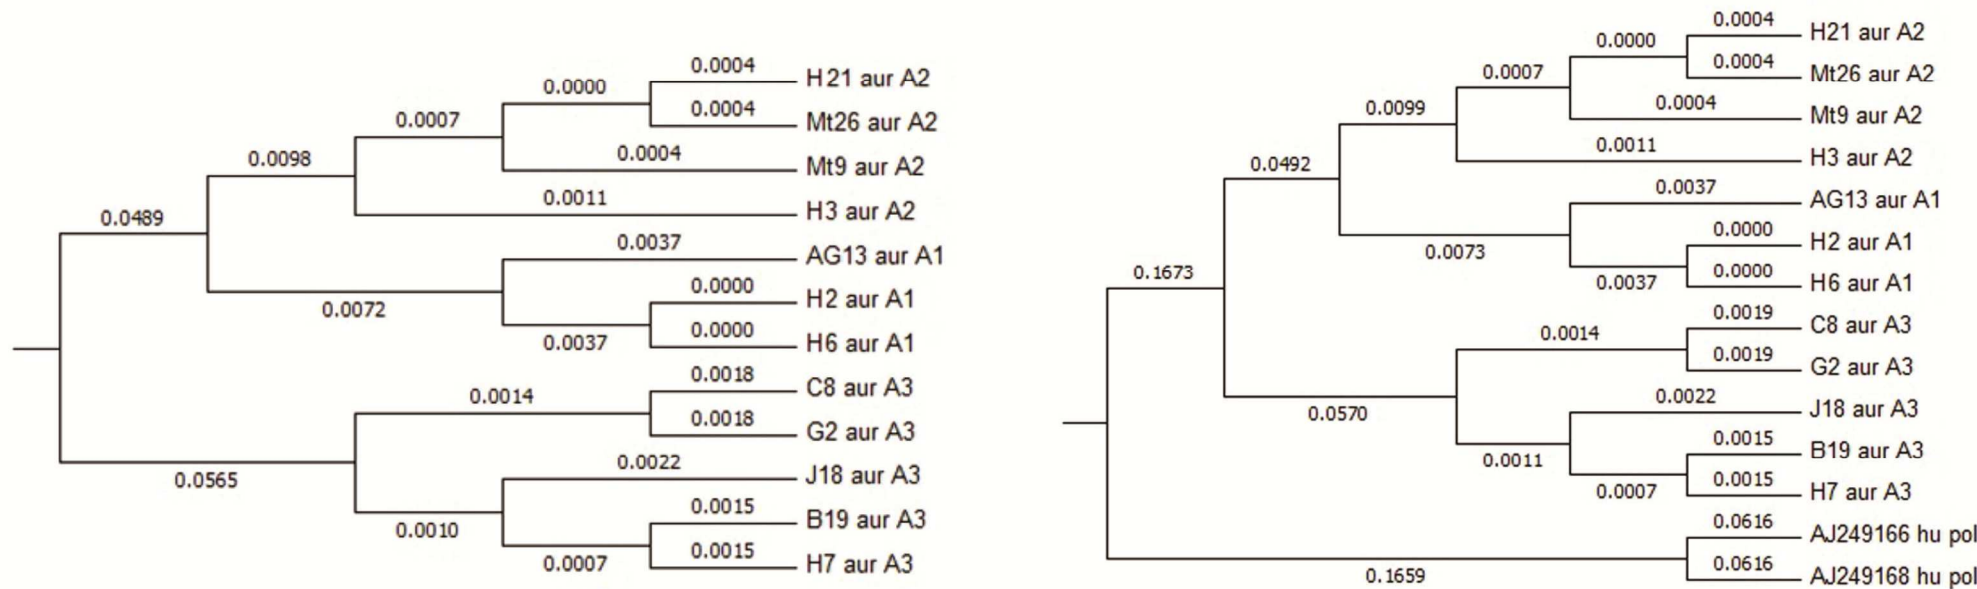 0.0004
H21 aur A2
0.0000
0.0004
Mt26 aur A2
0.0007
0.0004
Mt9 aur A2
0.0098
0.0011
H3 aur A2
0.0489
0.0037
AG13 aur A1
0.0000
H2 aur A1
0.0072
0.0000
H6 aur A1
0.0037
0.0018
C8 aur A3
0.0014
0.0018
G2 aur A3
0.0565
0.0022
J18 aur A3
0.0010
0.0015
B19 aur A3
0.0015
0.0007
H7 aur A3
0.0004
H21 aur A2
0.0000
0.0004
Mt26 aur A2
0.0007
0.0004
Mt9 aur A2
0.0099
0.0011
H3 aur A2
0.0492
0.0037
AG13 aur A1
0.0000
H2 aur A1
0.0073
0.0000
H6 aur A1
0.0037
0.1673
0.0019
C8 aur A3
0.0014
0.0019
G2 aur A3
0.0570
0.0022
J18 aur A3
0.0011
0.0015
B19 aur A3
0.0015
0.0007
H7 aur A3
0.0616
AJ249166 hu pol
0.0616
0.1659
AJ249168 hu pol